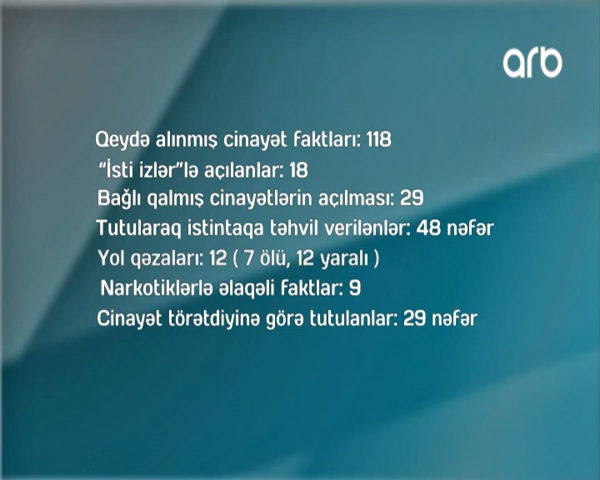 arb
Qeydə alınmış cinayət faktları: 118
“İsti izlər”lə açılanlar: 18
Bağlı qalmış cinayətlərin açılması: 29
Tutularaq istintaqa təhvil verilənlər: 48 nəfər
Yol qəzaları: 12 ( 7 ölü, 12 yaralı )
Narkotiklərlə əlaqəli faktlar: 9
Cinayət törətdiyinə görə tutulanlar: 29 nəfər